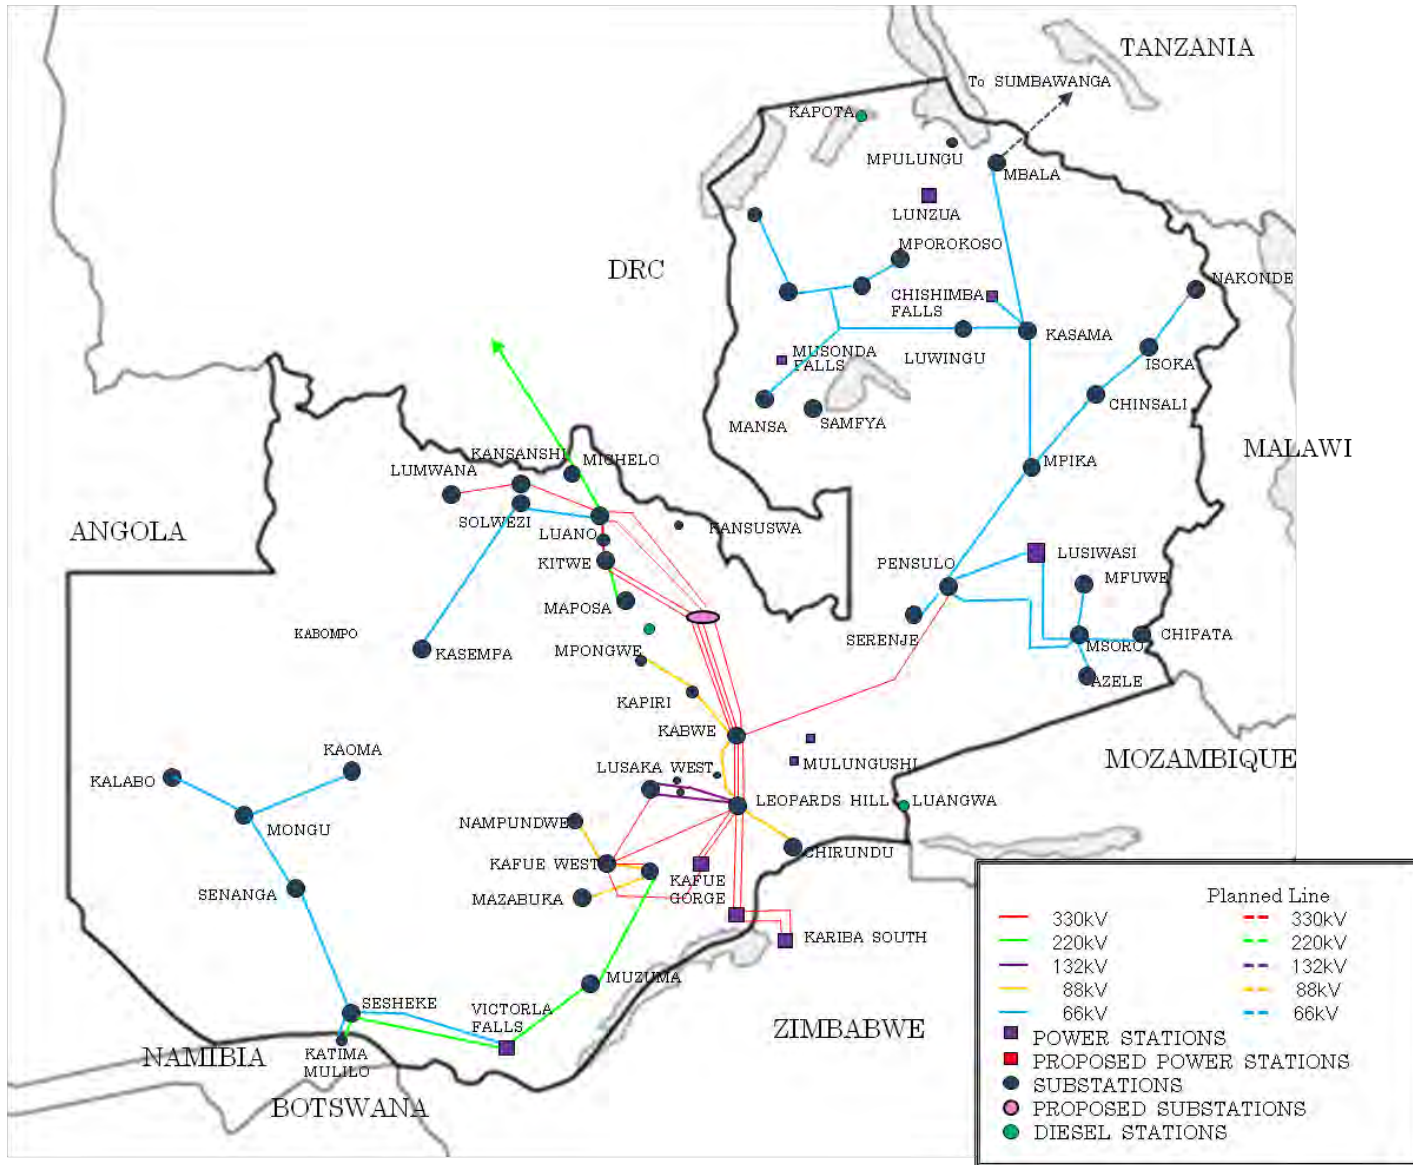 TANZANIA
To SUMBAWANGA
KAPOTA
MPULUNGU
MBALA
LUNZUA
MPOROKOSO
DRC
NAKONDE
CHISHIMBA
FALLS
KASAMA
LUWINGU
MUSONDA
FALLS
ISOKA
CHINSALI
MANSA
SAMFYA
MALAWI
KANSANSHI
MICHELO
LUMWANA
MPIKA
SOLWEZI
KANSUSWA
ANGOLA
LUANO
KITWE
PENSULO
LUSIWASI
MFUWE
MAPOSA
SERENJE
CHIPATA
MSORO
KABOMPO
KASEMPA
MPONGWE
AZELE
KAPIRI
KABWE
KAOMA
MOZAMBIQUE
LUSAKA WEST
MULUNGUSHI
KALABO
LEOPARDS HILL
LUANGWA
MONGU
NAMPUNDWE
CHIRUNDU
KAFUE WEST
KAFUE
GORGE
SENANGA
MAZABUKA
KARIBA SOUTH
MUZUMA
SESHEKE
VICTORLA
FALLS
ZIMBABWE
NAMIBIA
KATIMA
MULILO
BOTSWANA
Planned Line
330kV 330kV
220kV 220kV
132kV 132kV
88kV 88kV
66kV 66kV
POWER STATIONS
PROPOSED POWER STATIONS
SUBSTATIONS
PROPOSED SUBSTATIONS
DIESEL STATIONS